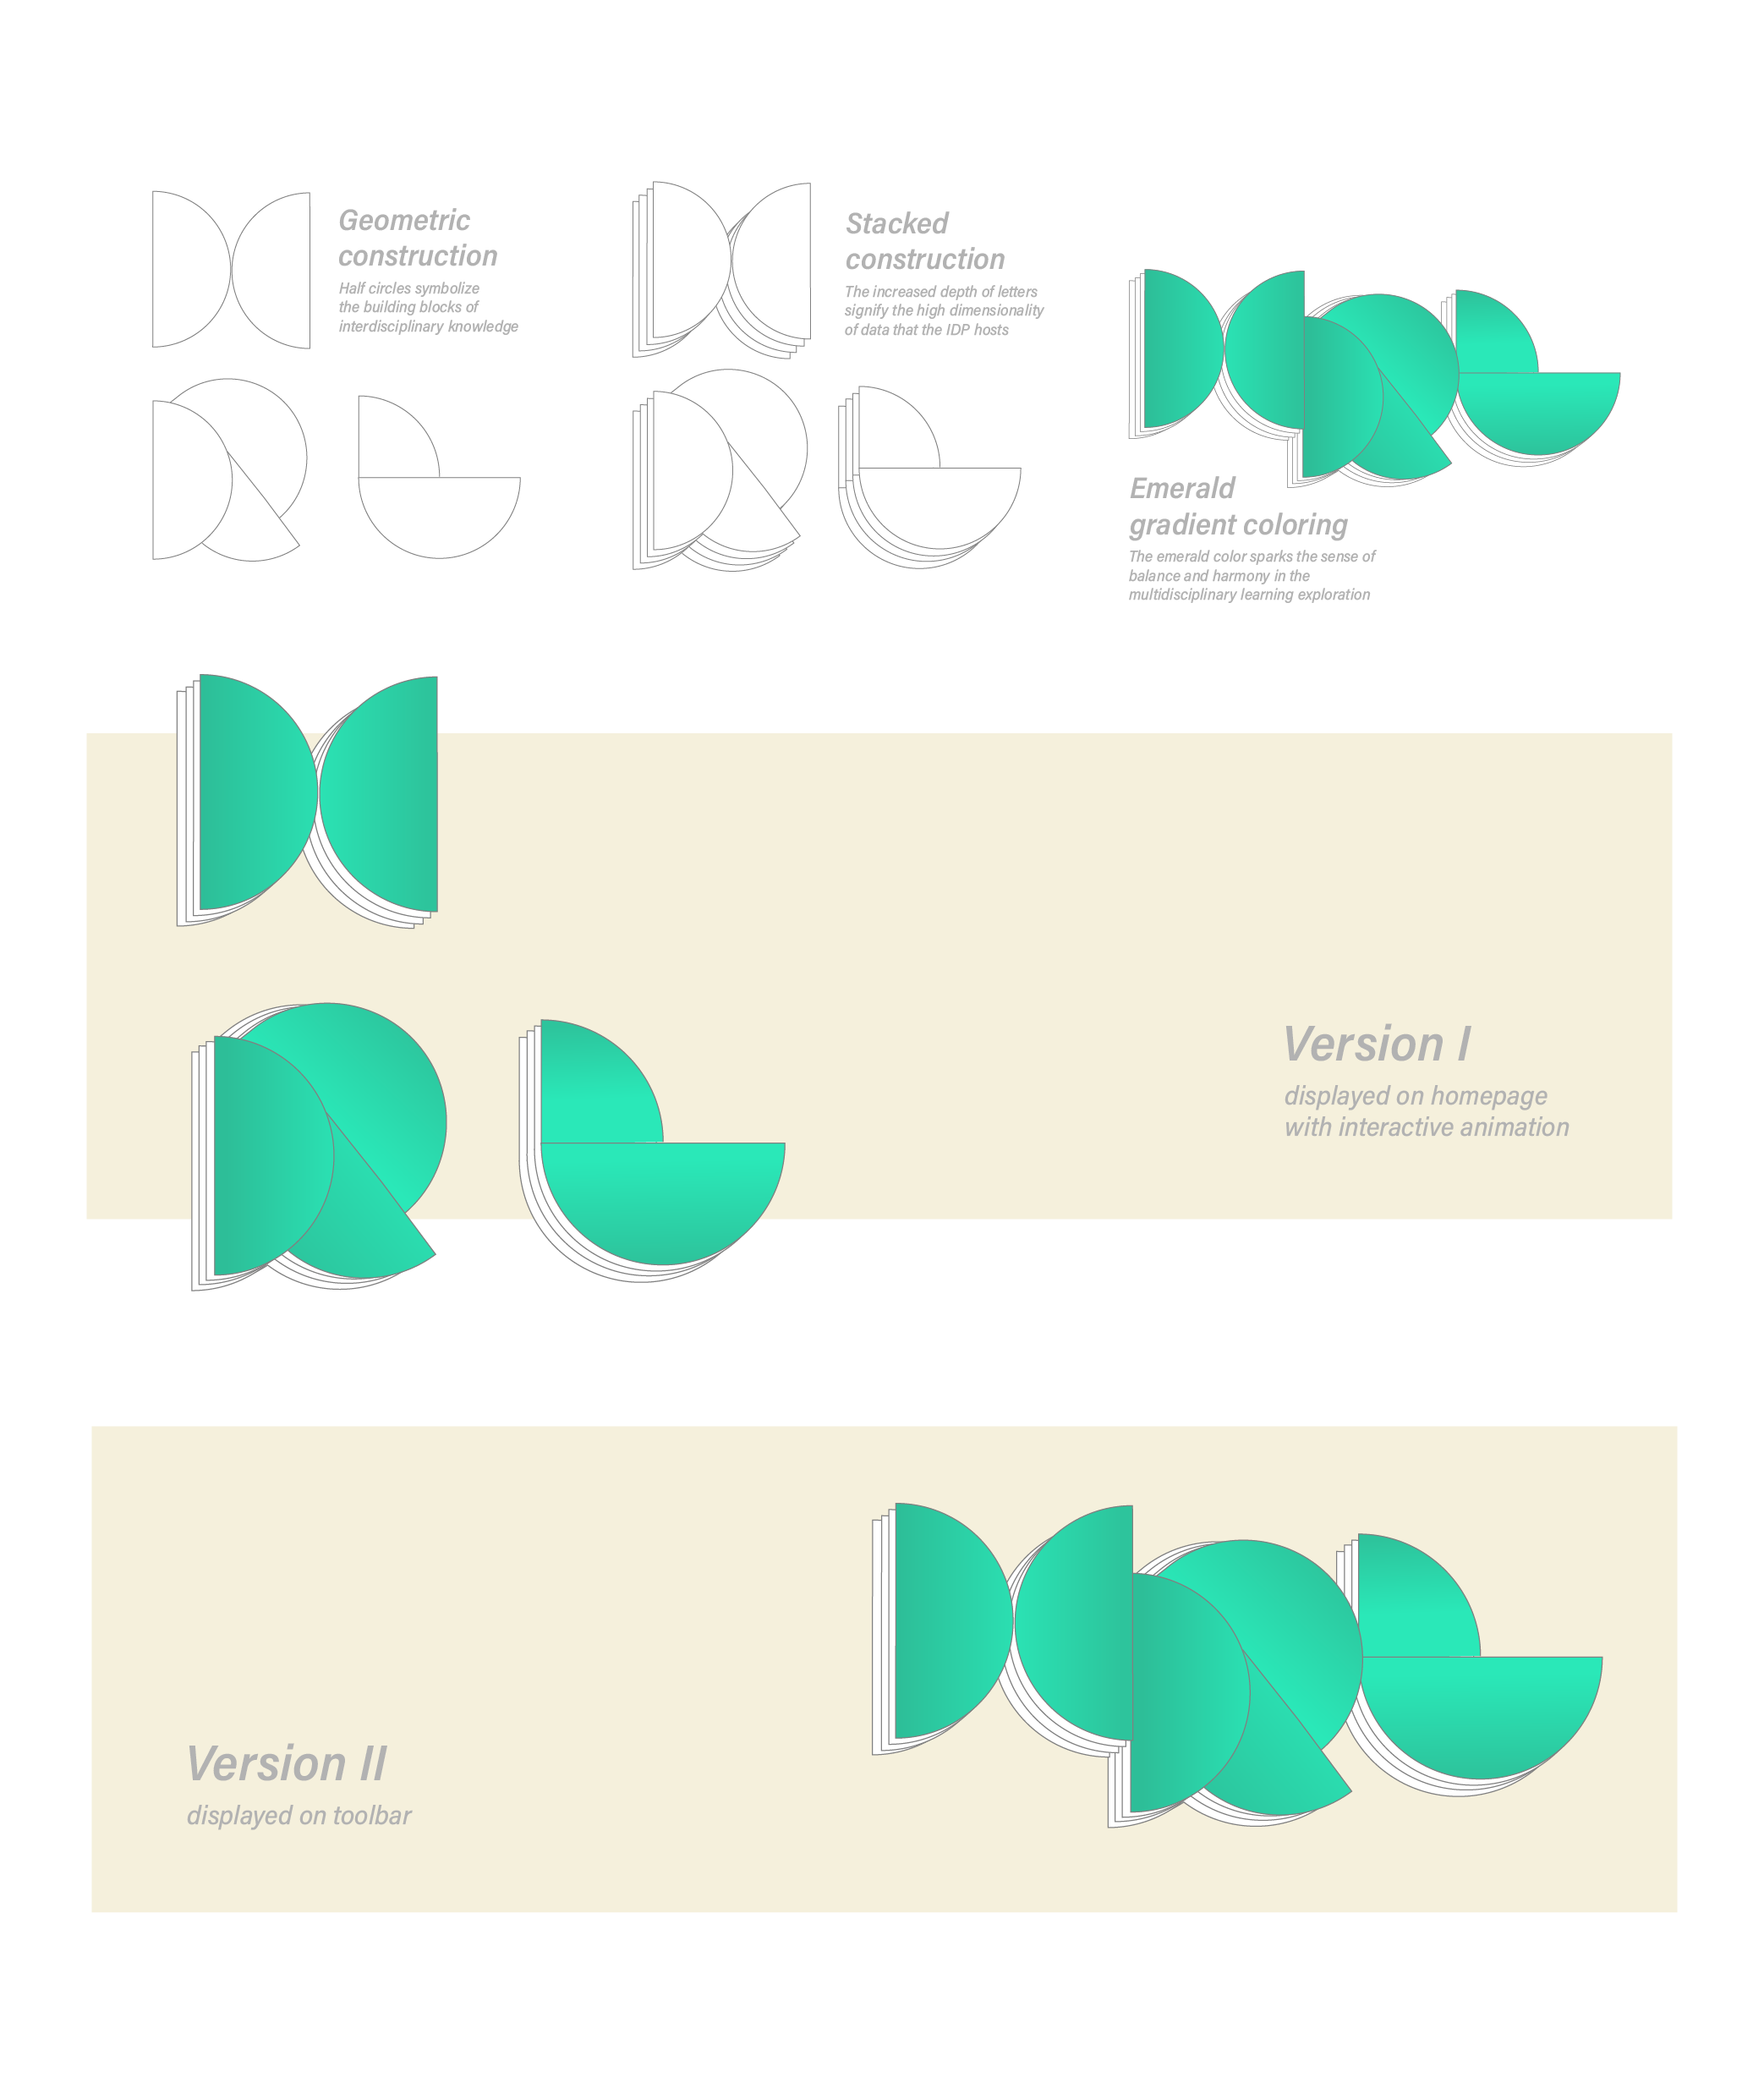 Geometric
construction
Half circles symbolize
the building blocks of
interdisciplinary knowledge
Stacked
construction
The increased depth of letters
signify the high dimensionality
of data that the IDP hosts
Emerald
gradient coloring
The emerald color sparks the sense of
balance and harmony in the
multidisciplinary learning exploration
Version I
displayed on homepage
with interactive animation
Version II
displayed on toolbar